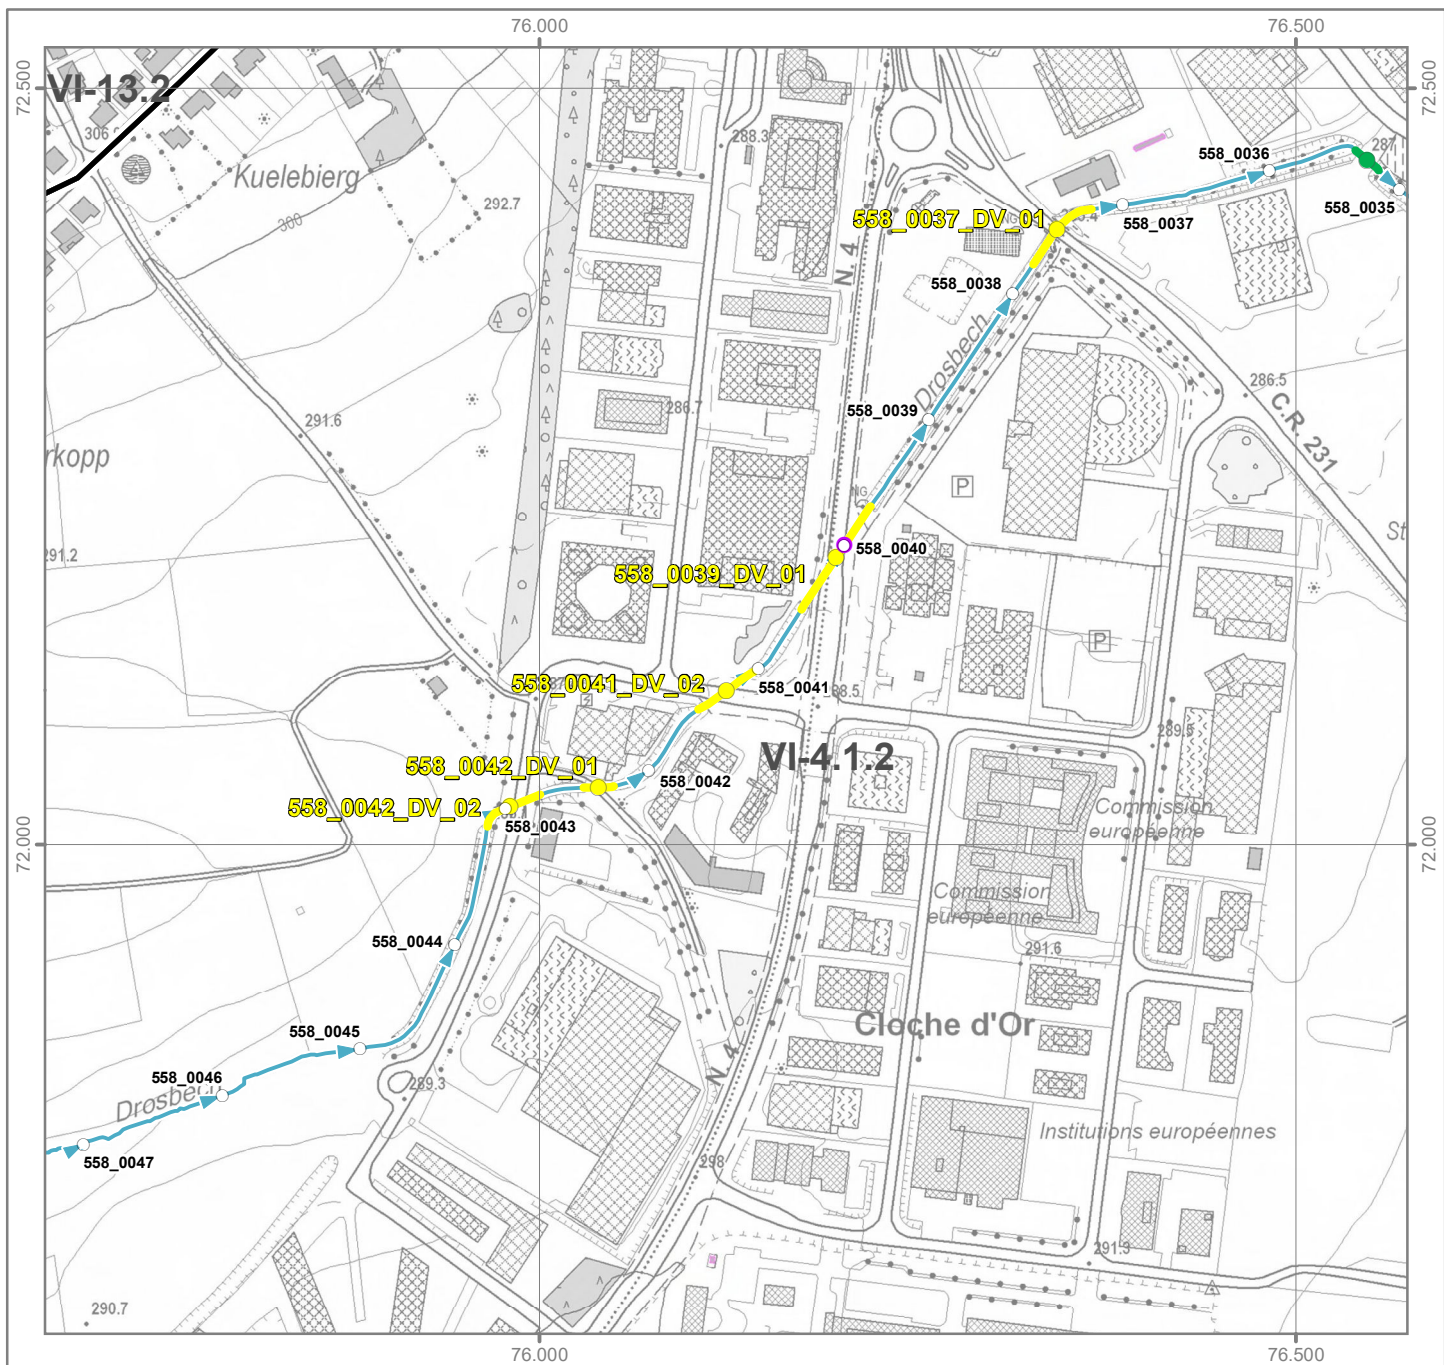 76.000
76.500
72.500
72.500
VI-13.2
306
288.3
287
558_0036
Kuelebierg
292.7
300
558_0035
558_0037_DV_01
558_0037
N. 4
558_0038
Drosbech
286.5
286.7
558_0039
C.R. 231
291.6
rkopp
P
NG
St
291.2
558_0040
558_0039_DV_01
P
558_0041_DV_02
558_0041
88.5
289.5
VI-4.1.2
558_0042_DV_01
558_0042
558_0042_DV_02
558_0043
Commission
européenne
72.000
72.000
Commission
européenne
558_0044
291.6
Cloche d'Or
558_0045
N. 4
558_0046
289.3
Drosbech
Institutions européennes
558_0047
298
291.3
290.7
76.000
76.500